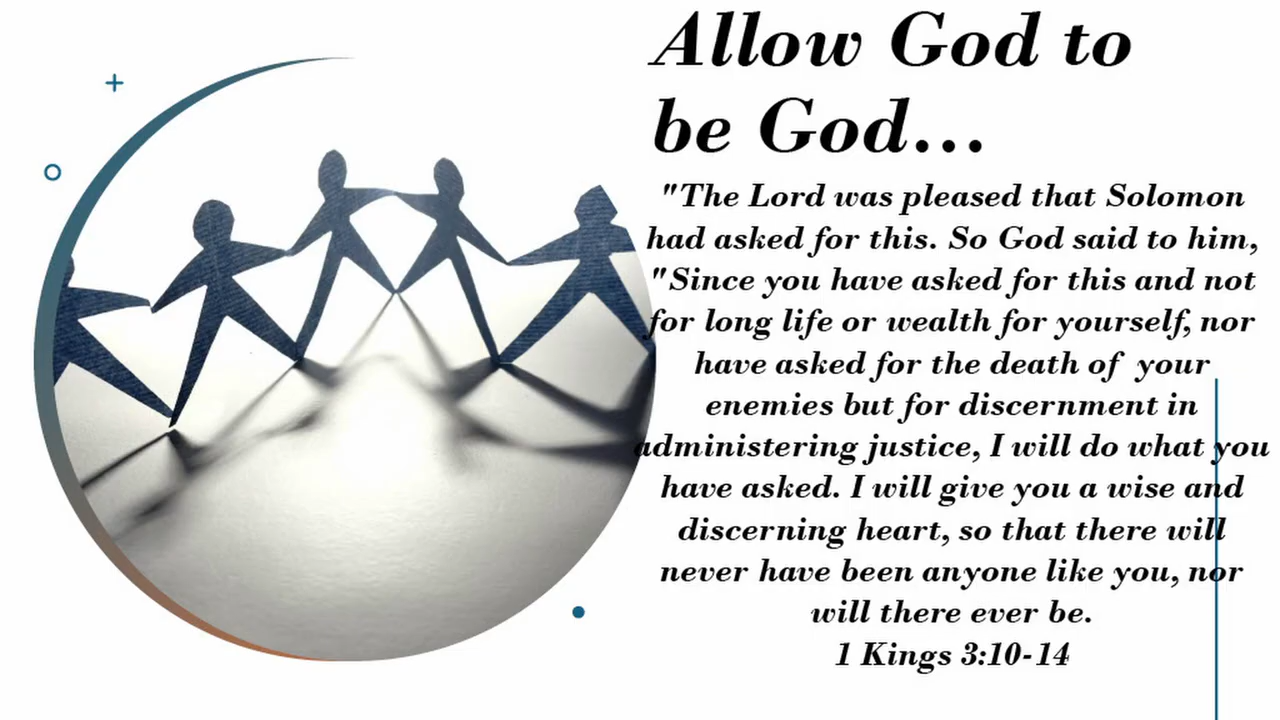 Allow God to
be God...
"The Lord was pleased that Solomon
had asked for this. So God said to him,
"Since you have asked for this and not
for long life or wealth for yourself, nor
have asked for the death of your
enemies but for discernment in
administering justice, I will do what you
have asked. I will give you a wise and
discerning heart, so that there will
never have been anyone like you, nor
will there ever be.
1 Kings 3:10-14